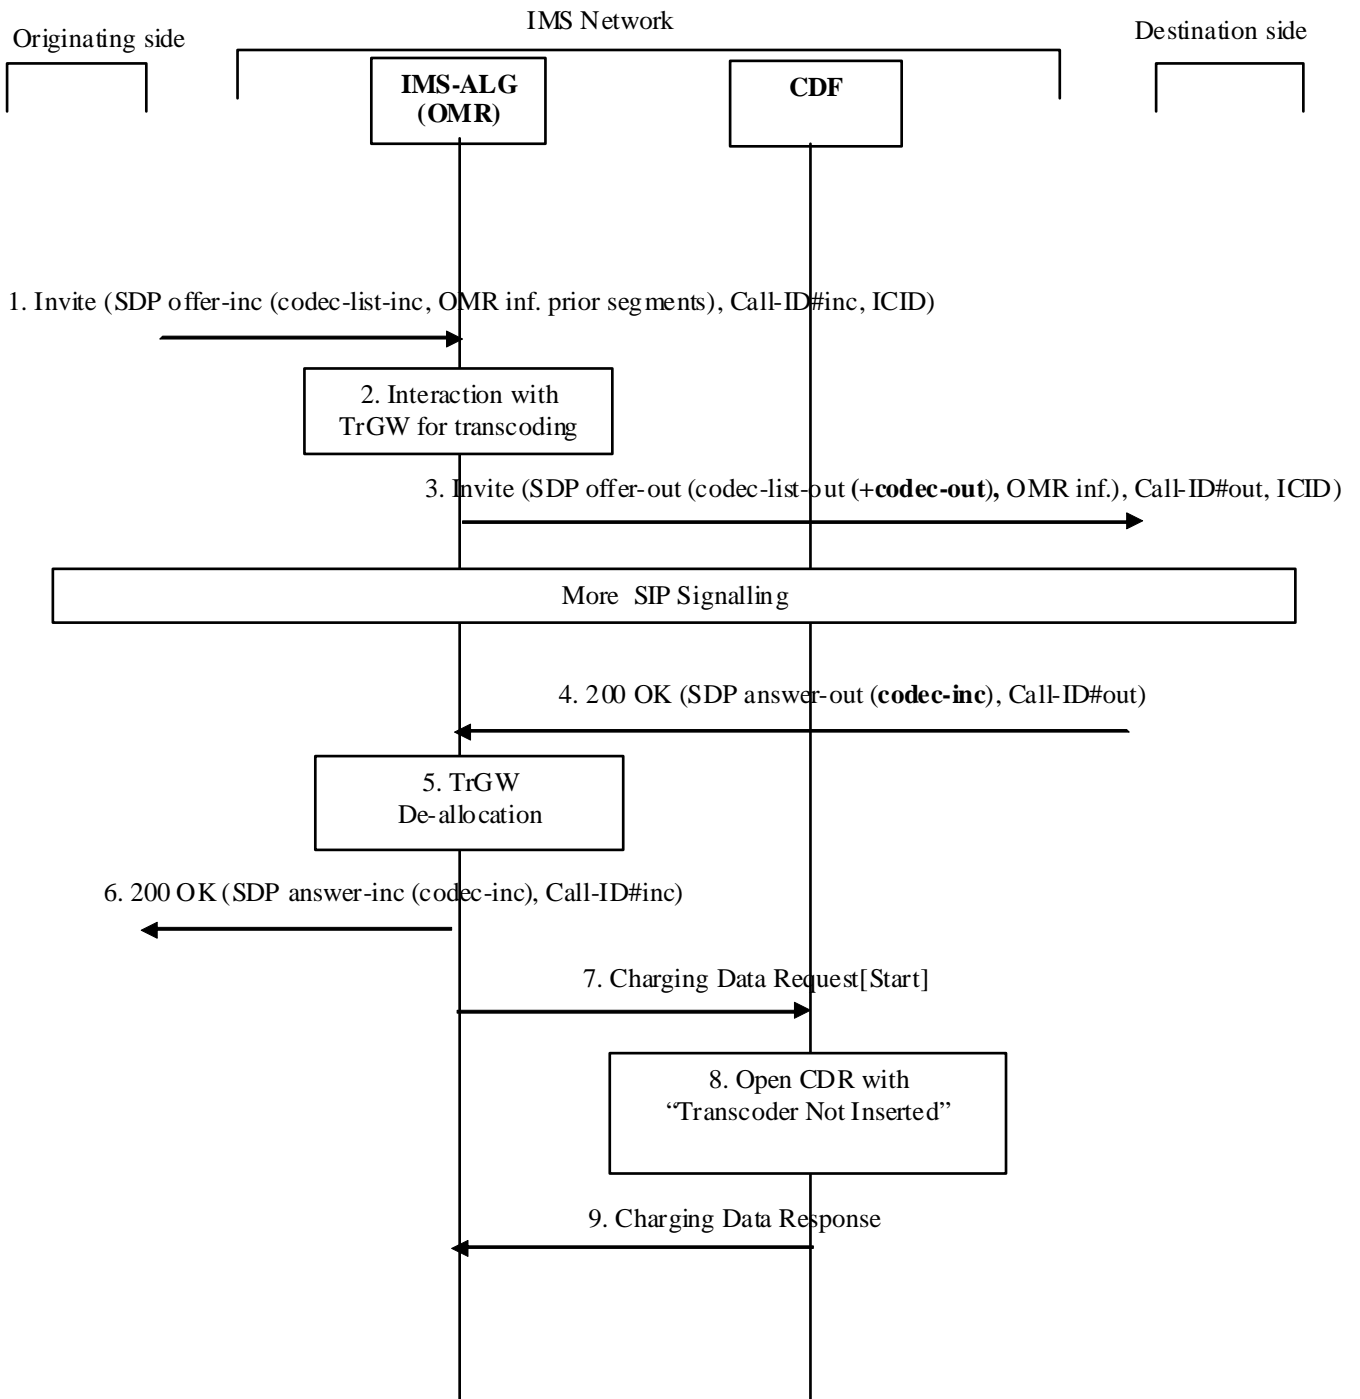 IMS Network
Originating side
Destination side
IMS-ALG
(OMR)
CDF
1. Invite (SDP offer-inc (codec-list-inc, OMR inf. prior segments), Call-ID#inc, ICID)
2. Interaction with
TrGW for transcoding
3. Invite (SDP offer-out (codec-list-out (+codec-out), OMR inf.), Call-ID#out, ICID)
More SIP Signalling
4. 200 OK (SDP answer-out (codec-inc), Call-ID#out)
5. TrGW
De-allocation
6. 200 OK (SDP answer-inc (codec-inc), Call-ID#inc)
7. Charging Data Request[Start]
8. Open CDR with
“Transcoder Not Inserted”
9. Charging Data Response